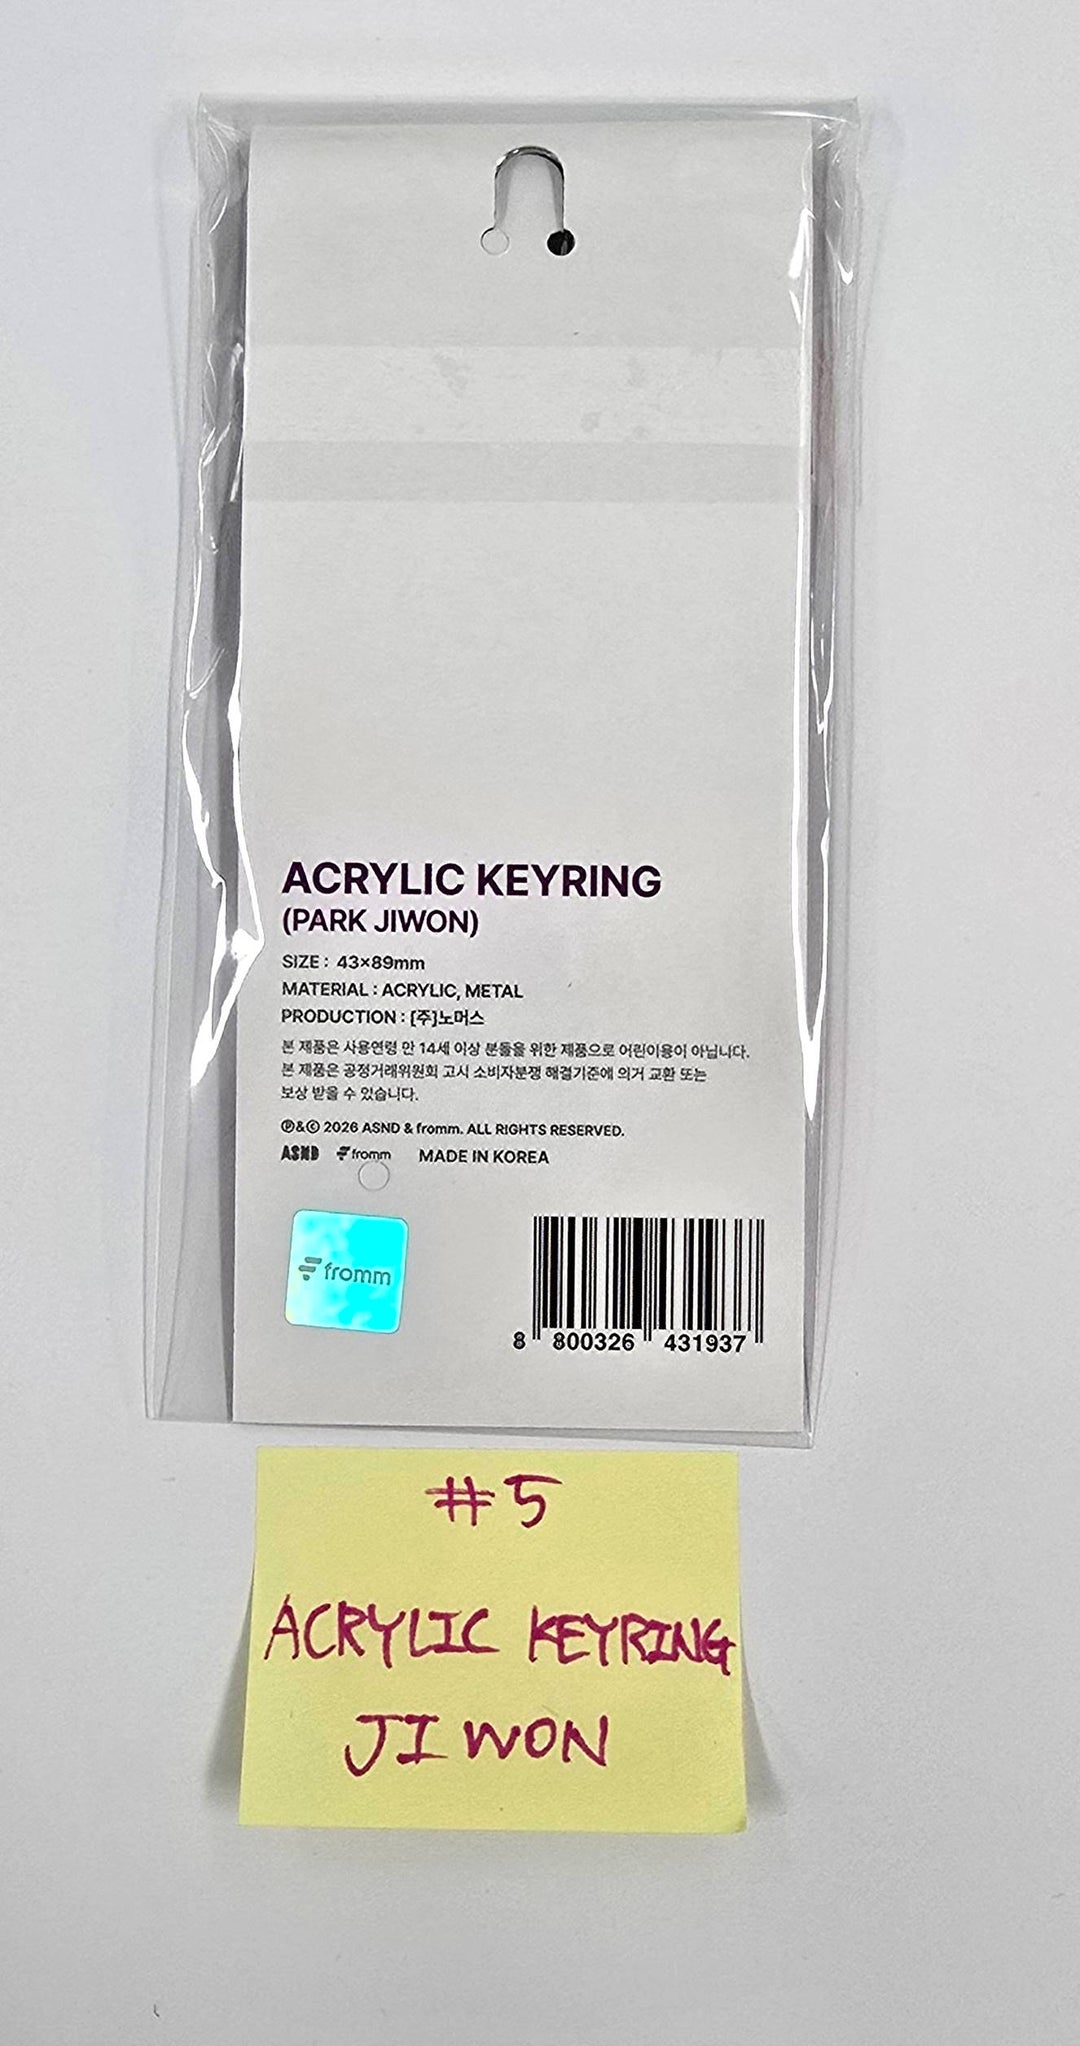 ACRYLIC KEYRING
(PARK JIWON)
SIZE : 43×89mm
MATERIAL : ACRYLIC, METAL
PRODUCTION : [주]노머스
본 제품은 사용연령 만 14세 이상 분들을 위한 제품으로 어린이용이 아닙니다.
본 제품은 공정거래위원회 고시 소비자분쟁 해결기준에 의거 교환 또는
보상 받을 수 있습니다.
℗&© 2026 ASND & fromm. ALL RIGHTS RESERVED.
ASND fromm MADE IN KOREA
fromm
8 800326 431937
#5
ACRYLIC KEYRING
JI WON